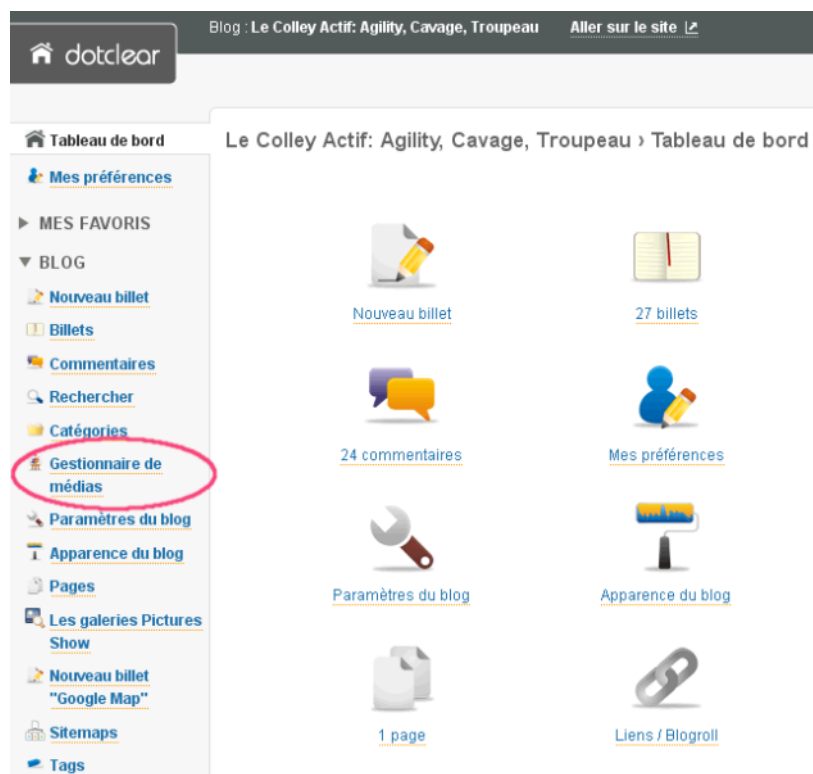 Blog : Le Colley Actif: Agility, Cavage, Troupeau Aller sur le site
dotclear
Tableau de bord
Mes préférences
MES FAVORIS
BLOG
Nouveau billet
Billets
Commentaires
Rechercher
Catégories
Gestionnaire de
médias
Paramètres du blog
Apparence du blog
Pages
Les galeries Pictures
Show
Nouveau billet
"Google Map"
Sitemaps
Tags
Le Colley Actif: Agility, Cavage, Troupeau › Tableau de bord
Nouveau billet
27 billets
24 commentaires
Mes préférences
Paramètres du blog
Apparence du blog
1 page
Liens / Blogroll